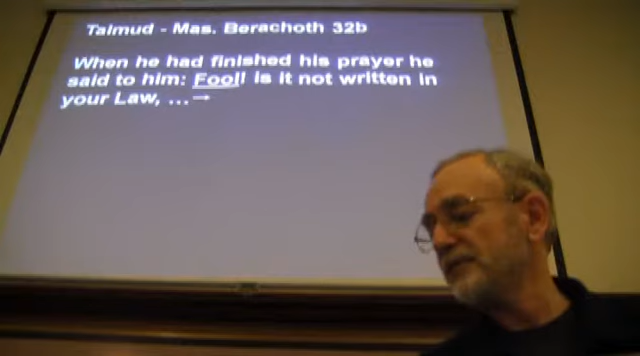 Talmud - Mas. Berachoth 32b
When he had finished his prayer he
said to him: Fool! Is it not written in
your Law, ...→